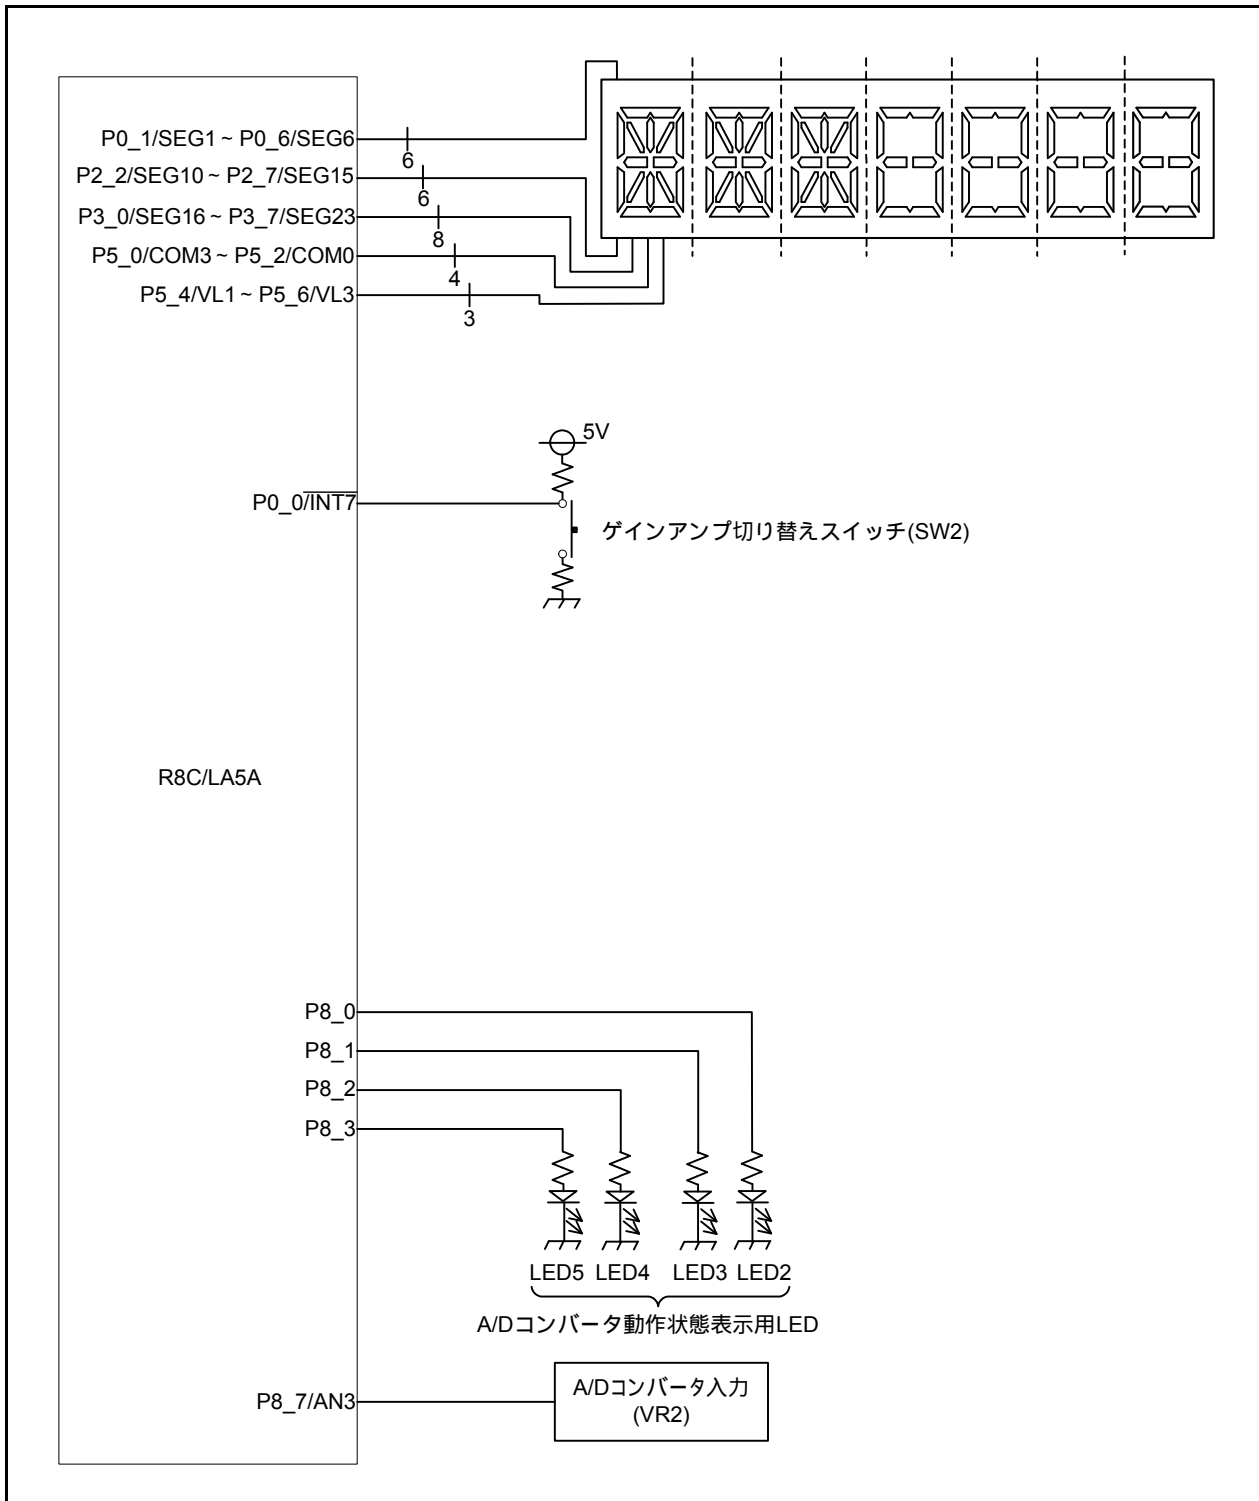 P0_1/SEG1 ~ P0_6/SEG6
6
P2_2/SEG10 ~ P2_7/SEG15
6
P3_0/SEG16 ~ P3_7/SEG23
8
P5_0/COM3 ~ P5_2/COM0
4
P5_4/VL1 ~ P5_6/VL3
3
5V
P0_0/INT7
ゲインアンプ切り替えスイッチ(SW2)
R8C/LA5A
P8_0
P8_1
P8_2
P8_3
LED5 LED4 LED3 LED2
A/Dコンバータ動作状態表示用LED
P8_7/AN3
A/Dコンバータ入力
(VR2)